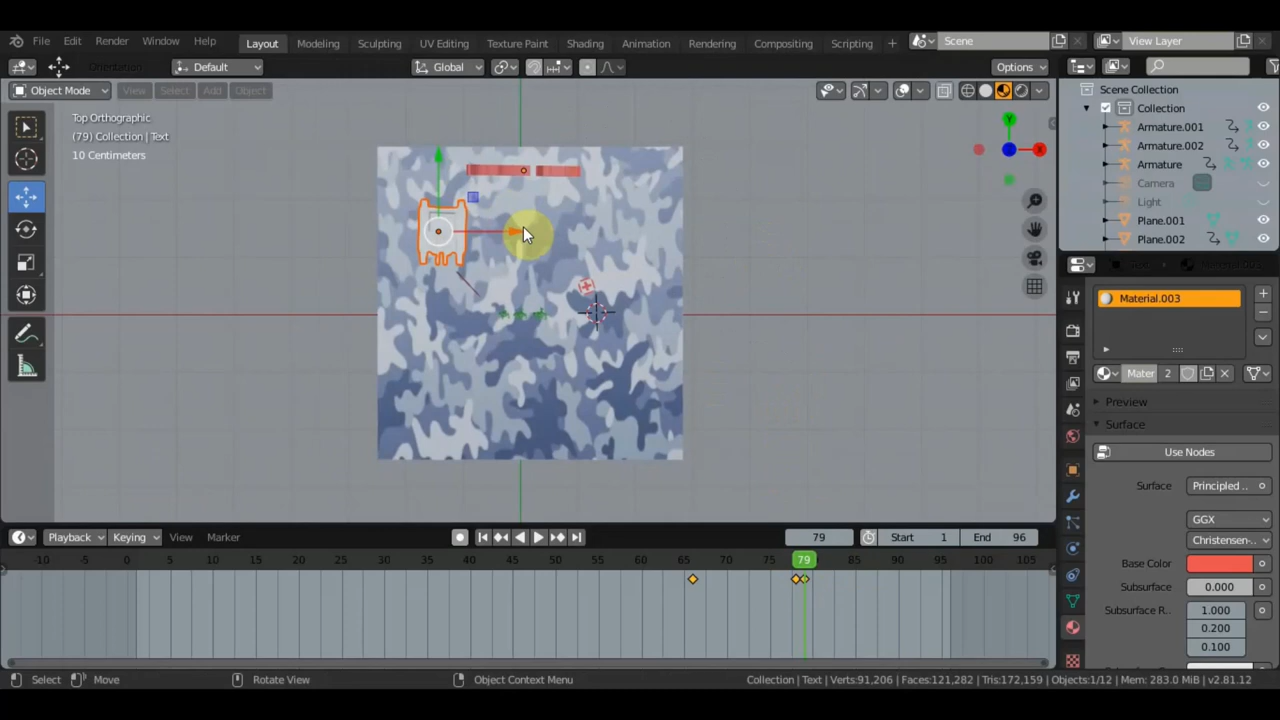 File Edit Render Window Help
Layout Modeling Sculpting UV Editing Texture Paint Shading Animation Rendering Compositing Scripting +
Scene View Layer
Orientation Default Global Options
Object Mode View Select Add Object
Top Orthographic
(79) Collection | Text
10 Centimeters
Y
X
Scene Collection
Collection
Armature.001
Armature.002
Armature
Camera
Light
Plane.001
Plane.002
Material.003
Mater 2
Preview
Surface
Use Nodes
Surface Principled ..
GGX
Christensen-..
Base Color
Subsurface 0.000
Subsurface R.. 1.000
0.200
0.100
Playback Keying View Marker 79 Start 1 End 96
-10 0 5 10 15 20 25 30 35 40 45 50 55 60 65 70 75 79 85 90 95 100 105
Select Move Rotate View Object Context Menu Collection | Text | Verts:91,206 | Faces:121,282 | Tris:172,159 | Objects:1/12 | Mem: 283.0 MiB | v2.81.12